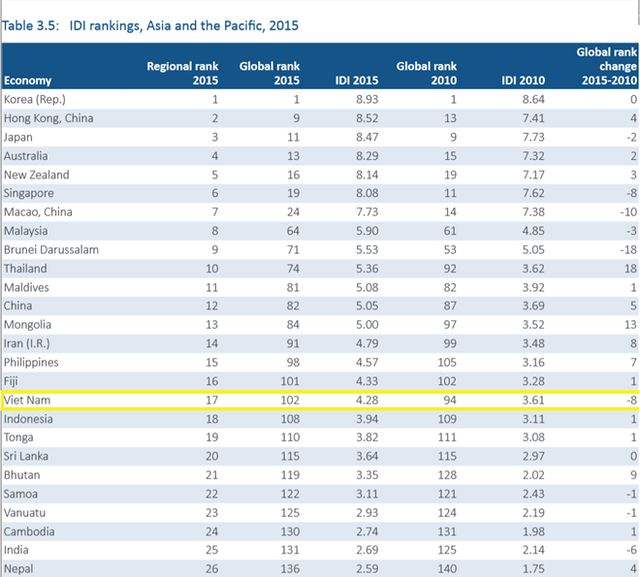 Table 3.5: IDI rankings, Asia and the Pacific, 2015
Economy Regional rank 2015 Global rank 2015 IDI 2015 Global rank 2010 IDI 2010 Global rank change 2015-2010
Korea (Rep.) 1 1 8.93 1 8.64 0
Hong Kong, China 2 9 8.52 13 7.41 4
Japan 3 11 8.47 9 7.73 -2
Australia 4 13 8.29 15 7.32 2
New Zealand 5 16 8.14 19 7.17 3
Singapore 6 19 8.08 11 7.62 -8
Macao, China 7 24 7.73 14 7.38 -10
Malaysia 8 64 5.90 61 4.85 -3
Brunei Darussalam 9 71 5.53 53 5.05 -18
Thailand 10 74 5.36 92 3.62 18
Maldives 11 81 5.08 82 3.92 1
China 12 82 5.05 87 3.69 5
Mongolia 13 84 5.00 97 3.52 13
Iran (I.R.) 14 91 4.79 99 3.48 8
Philippines 15 98 4.57 105 3.16 7
Fiji 16 101 4.33 102 3.28 1
Viet Nam 17 102 4.28 94 3.61 -8
Indonesia 18 108 3.94 109 3.11 1
Tonga 19 110 3.82 111 3.08 1
Sri Lanka 20 115 3.64 115 2.97 0
Bhutan 21 119 3.35 128 2.02 9
Samoa 22 122 3.11 121 2.43 -1
Vanuatu 23 125 2.93 124 2.19 -1
Cambodia 24 130 2.74 131 1.98 1
India 25 131 2.69 125 2.14 -6
Nepal 26 136 2.59 140 1.75 4